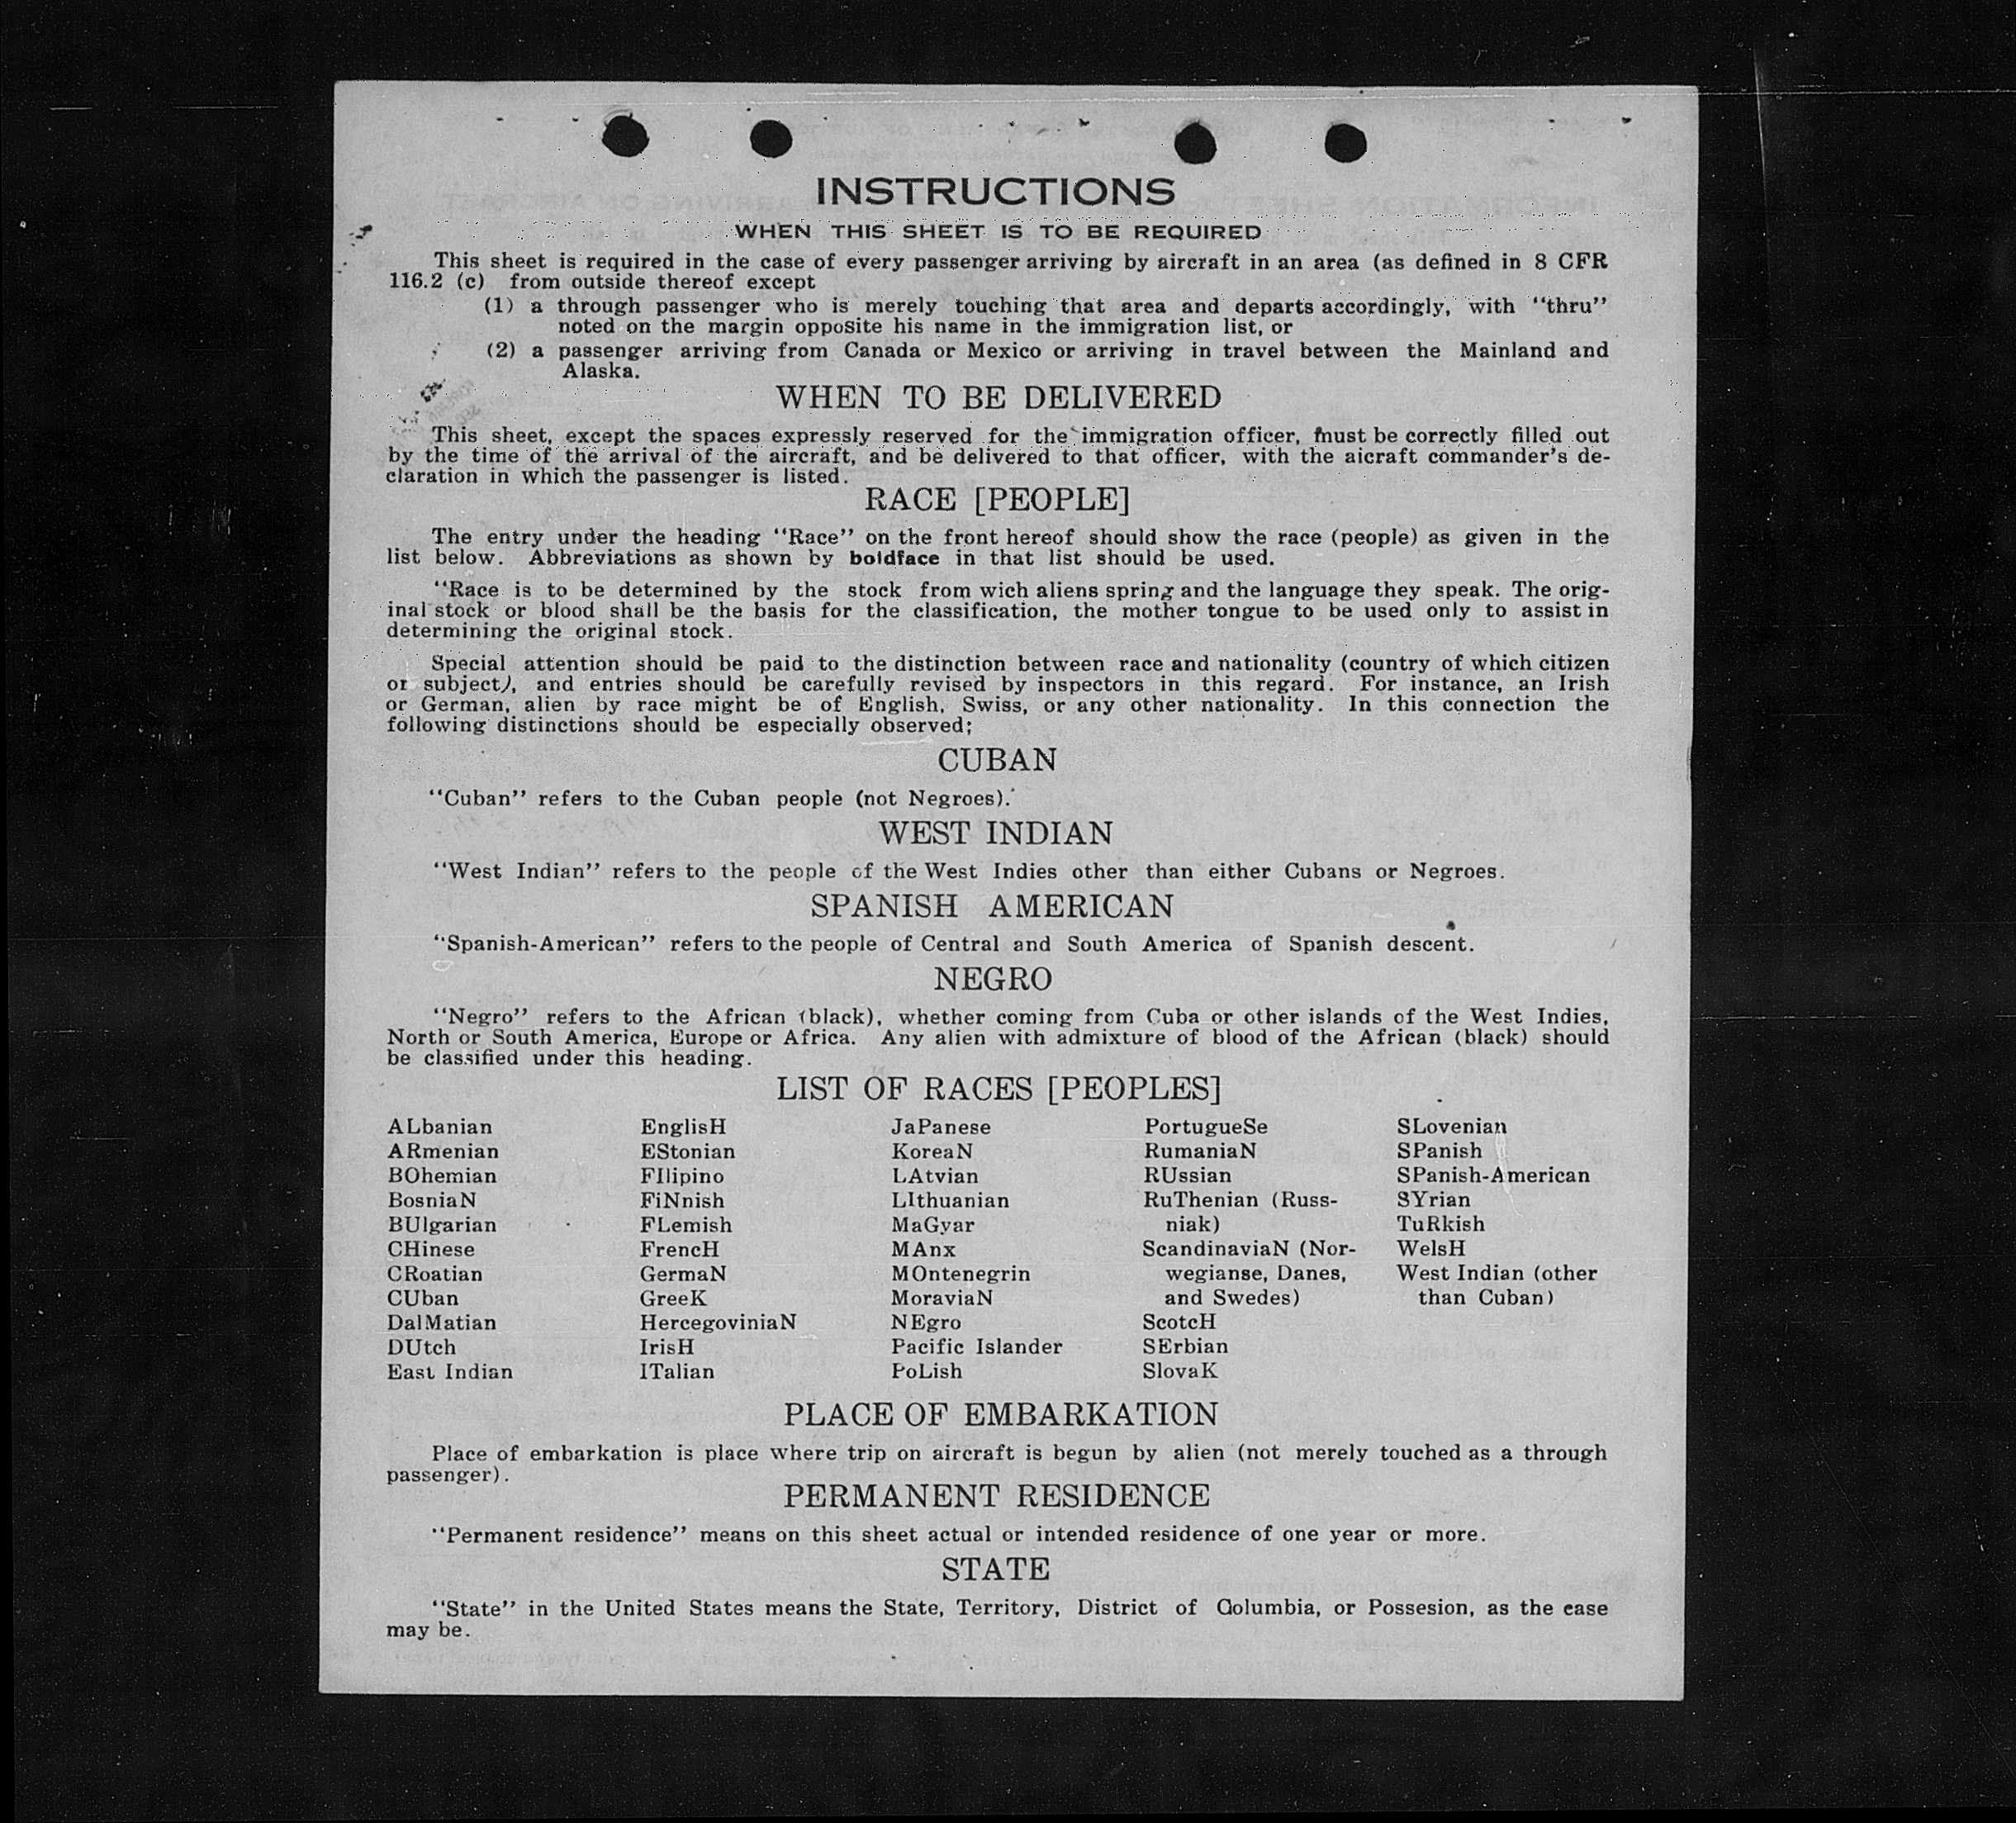 INSTRUCTIONS
WHEN THIS SHEET IS TO BE REQUIRED
This sheet is required in the case of every passenger arriving by aircraft in an area (as defined in 8 CFR
116.2 (c) from outside thereof except
(1) a through passenger who is merely touching that area and departs accordingly, with "thru"
noted on the margin opposite his name in the immigration list, or
(2) a passenger arriving from Canada or Mexico or arriving in travel between the Mainland and
Alaska.
WHEN TO BE DELIVERED
This sheet, except the spaces expressly reserved for the immigration officer, must be correctly filled out
by the time of the arrival of the aircraft, and be delivered to that officer, with the aicraft commander's de-
claration in which the passenger is listed.
RACE [PEOPLE]
The entry under the heading "Race" on the front hereof should show the race (people) as given in the
list below. Abbreviations as shown by boldface in that list should be used.
"Race is to be determined by the stock from wich aliens spring and the language they speak. The orig-
inal stock or blood shall be the basis for the classification, the mother tongue to be used only to assist in
determining the original stock.
Special attention should be paid to the distinction between race and nationality (country of which citizen
or subject), and entries should be carefully revised by inspectors in this regard. For instance, an Irish
or German, alien by race might be of English, Swiss, or any other nationality. In this connection the
following distinctions should be especially observed;
CUBAN
"Cuban" refers to the Cuban people (not Negroes).
WEST INDIAN
"West Indian" refers to the people of the West Indies other than either Cubans or Negroes.
SPANISH AMERICAN
"Spanish-American" refers to the people of Central and South America of Spanish descent.
NEGRO
"Negro" refers to the African (black), whether coming from Cuba or other islands of the West Indies,
North or South America, Europe or Africa. Any alien with admixture of blood of the African (black) should
be classified under this heading.
LIST OF RACES [PEOPLES]
ALbanian
ARmenian
BOhemian
BosniaN
BUlgarian
CHinese
CRoatian
CUban
DalMatian
DUtch
East Indian
EnglisH
EStonian
FIlipino
FiNnish
FLemish
FrencH
GermaN
GreeK
HercegoviniaN
IrisH
ITalian
JaPanese
KoreaN
LAtvian
LIthuanian
MaGyar
MAnx
MOntenegrin
MoraviaN
NEgro
Pacific Islander
PoLish
PortugueSe
RumaniaN
RUssian
RuThenian (Russ-
niak)
ScandinaviaN (Nor-
wegianse, Danes,
and Swedes)
ScotcH
SErbian
SlovaK
SLovenian
SPanish
SPanish-American
SYrian
TuRkish
WelsH
West Indian (other
than Cuban)
PLACE OF EMBARKATION
Place of embarkation is place where trip on aircraft is begun by alien (not merely touched as a through
passenger).
PERMANENT RESIDENCE
"Permanent residence" means on this sheet actual or intended residence of one year or more.
STATE
"State" in the United States means the State, Territory, District of Columbia, or Possesion, as the case
may be.